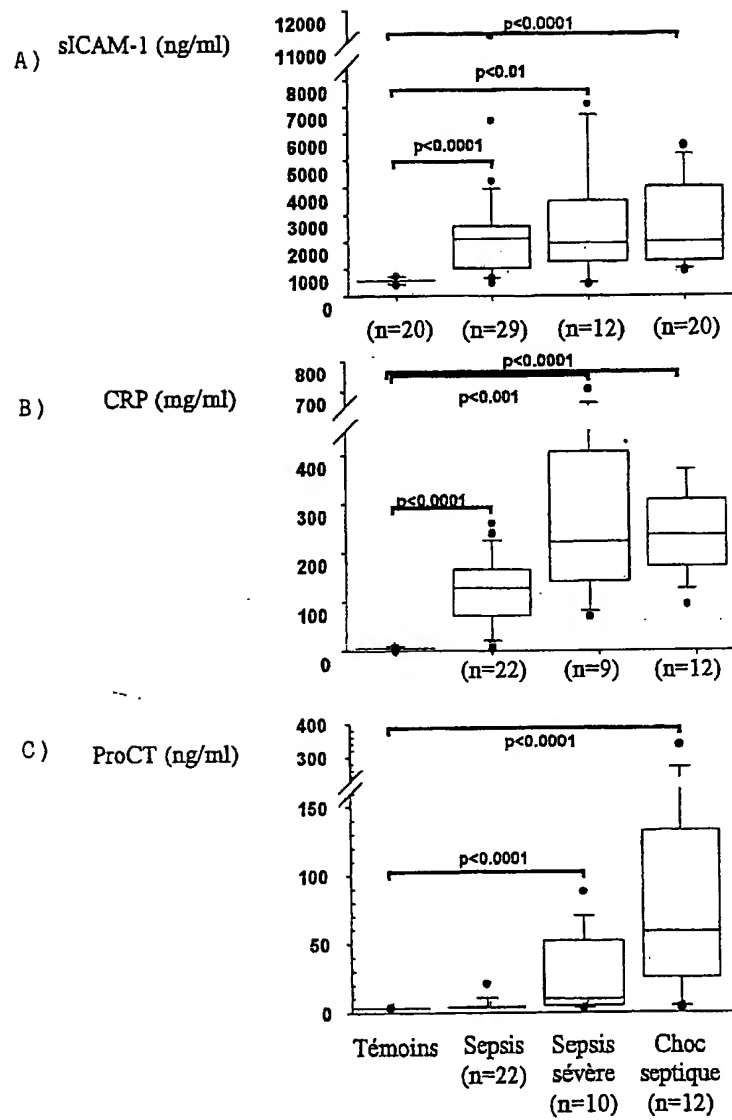 12000
A) sICAM-1 (ng/ml)
p<0.0001
11000
8000
p<0.01
7000
6000
p<0.0001
5000
4000
3000
2000
1000
0
(n=20) (n=29) (n=12) (n=20)
800
p<0.0001
B) CRP (mg/ml)
700
p<0.001
400
300
p<0.0001
200
100
0
(n=22) (n=9) (n=12)
400
C) ProCT (ng/ml)
300
p<0.0001
150
p<0.0001
100
50
0
Témoins Sepsis Sepsis Choc
(n=22) sévère septique
(n=10) (n=12)